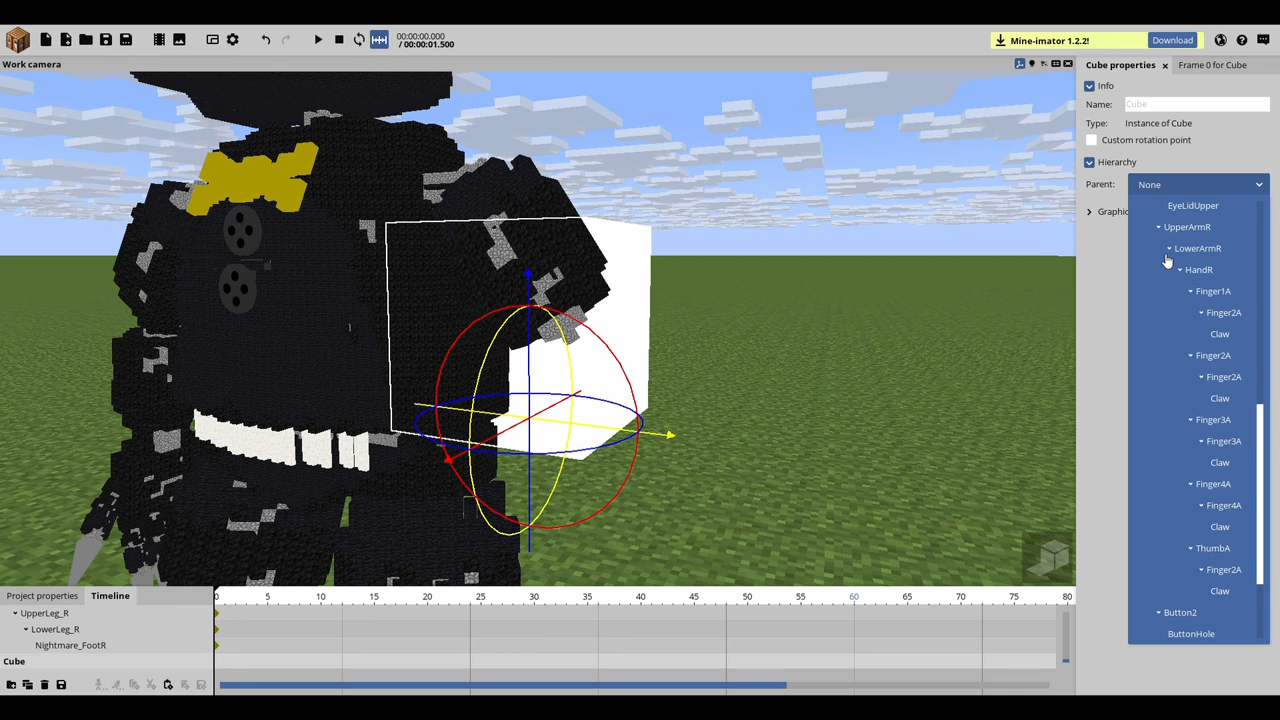 00:00:00.000
/ 00:00:01.500
Mine-imator 1.2.2!
Download
Work camera
Cube properties
Frame 0 for Cube
Info
Name:
Cube
Type:
Instance of Cube
Custom rotation point
Hierarchy
Parent:
None
Graphic
EyeLidUpper
UpperArmR
LowerArmR
HandR
Finger1A
Finger2A
Claw
Finger2A
Finger2A
Claw
Finger3A
Finger3A
Claw
Finger4A
Finger4A
Claw
ThumbA
Finger2A
Claw
Button2
ButtonHole
Project properties
Timeline
0 5 10 15 20 25 30 35 40 45 50 55 60 65 70 75 80
UpperLeg_R
LowerLeg_R
Nightmare_FootR
Cube